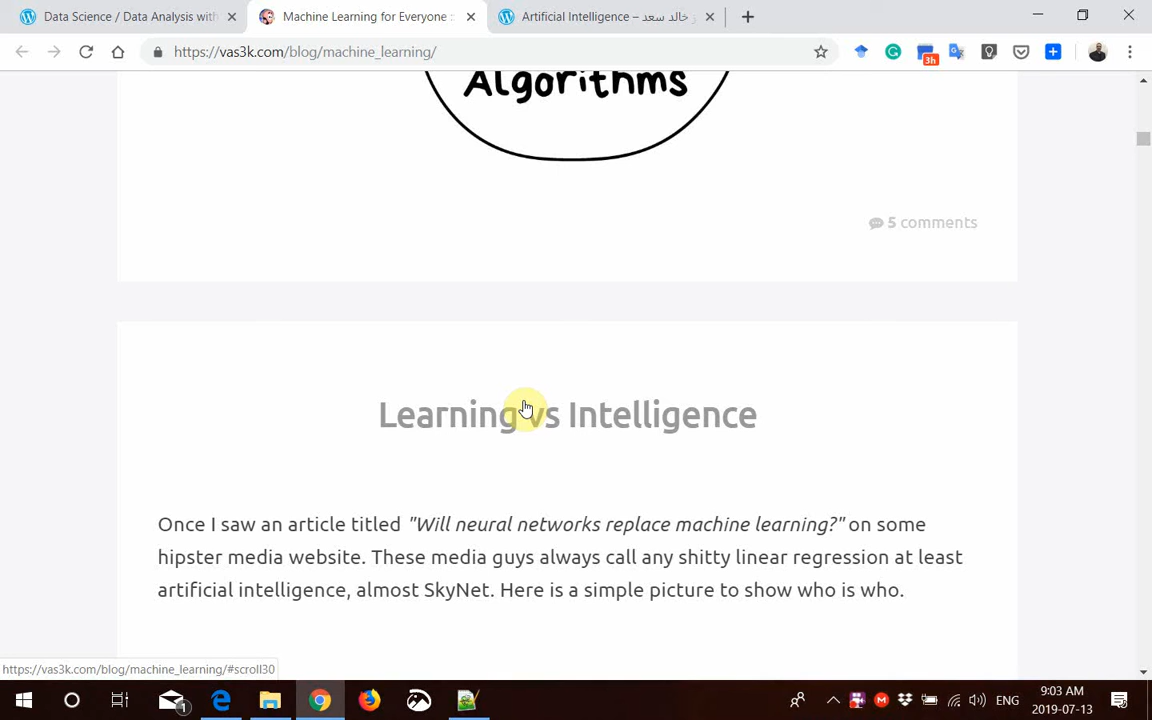 Data Science / Data Analysis with
Machine Learning for Everyone ::
Artificial Intelligence – خالد سعد
https://vas3k.com/blog/machine_learning/
3h
Algorithms
5 comments
Learning vs Intelligence
Once I saw an article titled "Will neural networks replace machine learning?" on some
hipster media website. These media guys always call any shitty linear regression at least
artificial intelligence, almost SkyNet. Here is a simple picture to show who is who.
https://vas3k.com/blog/machine_learning/#scroll30
1
ENG
9:03 AM
2019-07-13